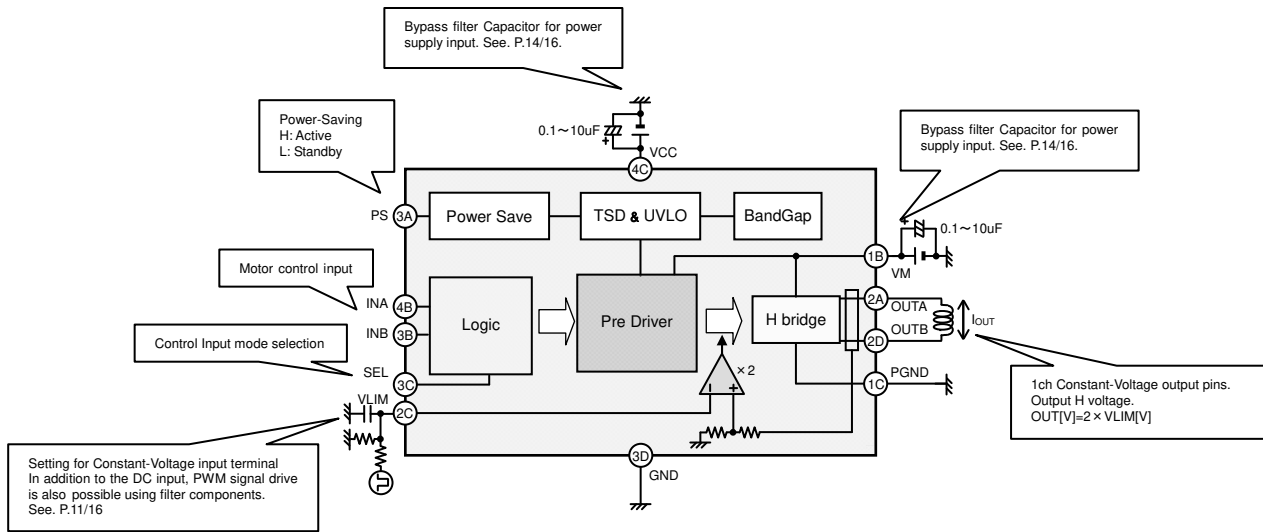 Bypass filter Capacitor for power
supply input. See. P.14/16.
Power-Saving
H: Active
L: Standby
0.1～10uF
+
VCC
4C
Bypass filter Capacitor for power
supply input. See. P.14/16.
PS
3A
Power Save
TSD & UVLO
BandGap
+
0.1～10uF
1B
VM
Motor control input
INA
4B
INB
3B
Logic
Pre Driver
H bridge
2A
OUTA
OUTB
2D
IOUT
Control Input mode selection
SEL
3C
×2
1C
PGND
VLIM
2C
1ch Constant-Voltage output pins.
Output H voltage.
OUT[V]=2×VLIM[V]
Setting for Constant-Voltage input terminal
In addition to the DC input, PWM signal drive
is also possible using filter components.
See. P.11/16
3D
GND